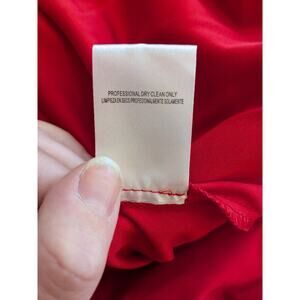 PROFESSIONAL DRY CLEAN ONLY
LIMPIEZA EN SECO PROFESIONALMENTE SOLAMENTE